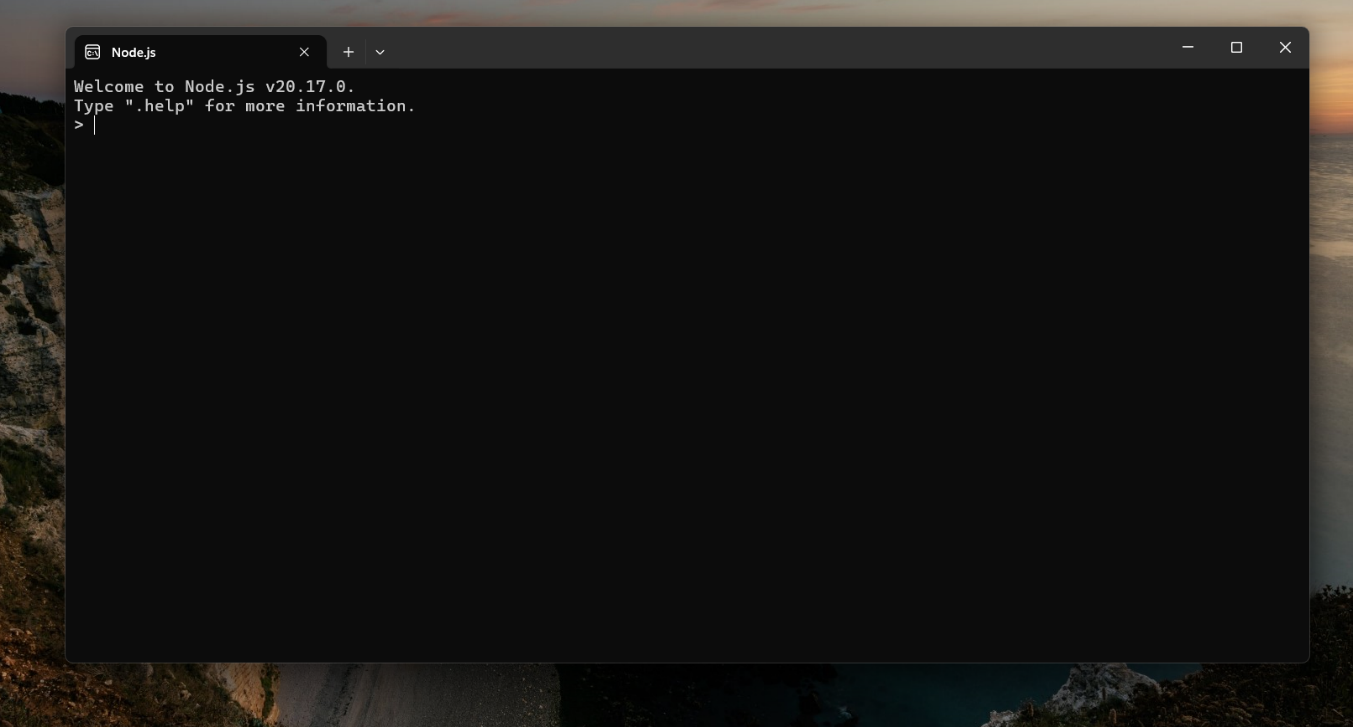 Node.js
Welcome to Node.js v20.17.0.
Type ".help" for more information.
>